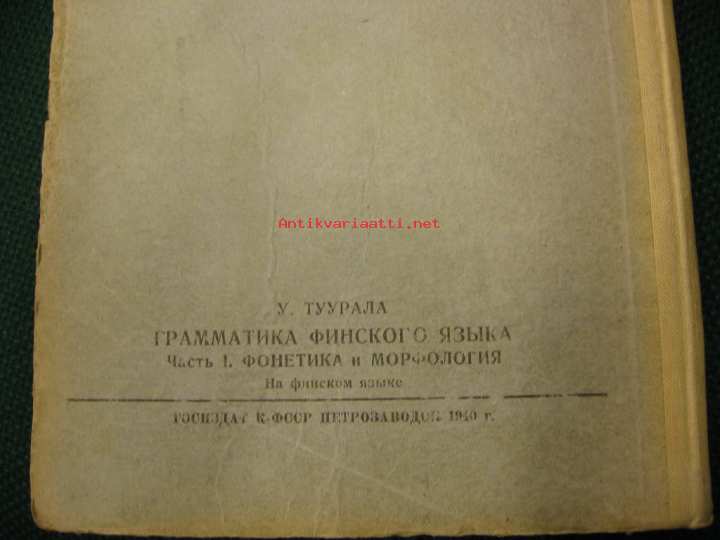 Antikvariaatti.net
У. ТУУРАЛА
ГРАММАТИКА ФИНСКОГО ЯЗЫКА
Часть I. ФОНЕТИКА и МОРФОЛОГИЯ
На финском языке
ГОСИЗДАТ К-ФССР ПЕТРОЗАВОДСК 1940 г.